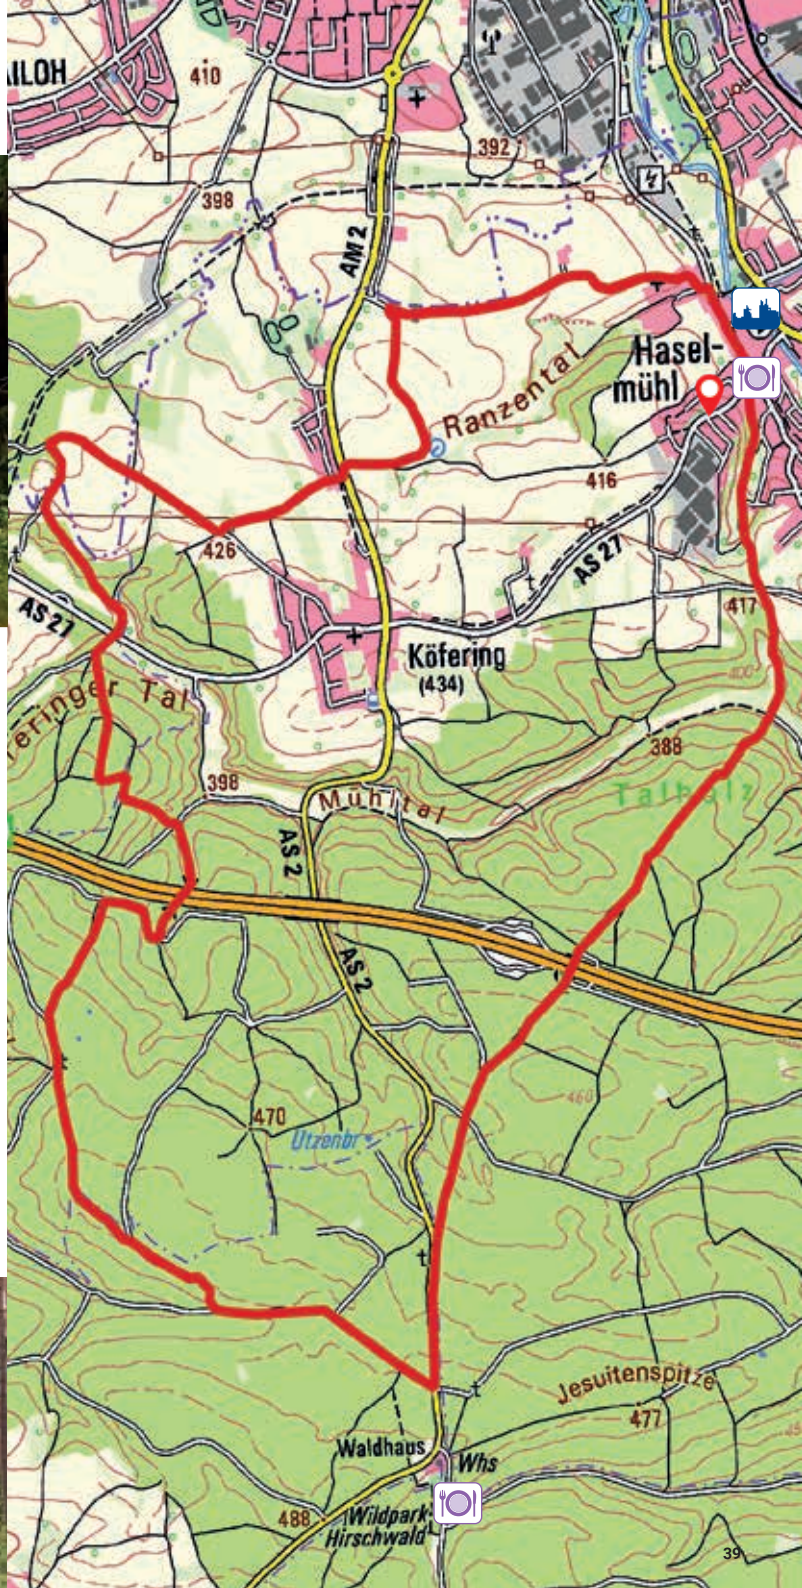 AILOH
410
392
398
AM 2
Hasel-
mühl
Ranzental
416
426
AS 27
AS 27
417
Köfering
(434)
eringer Tal
400
388
398
Mühltal
Talholz
AS 2
AS 2
460
470
Utzenbr
t
t
t
t
Jesuitenspitze
477
Waldhaus
Whs
488
Wildpark
Hirschwald
39